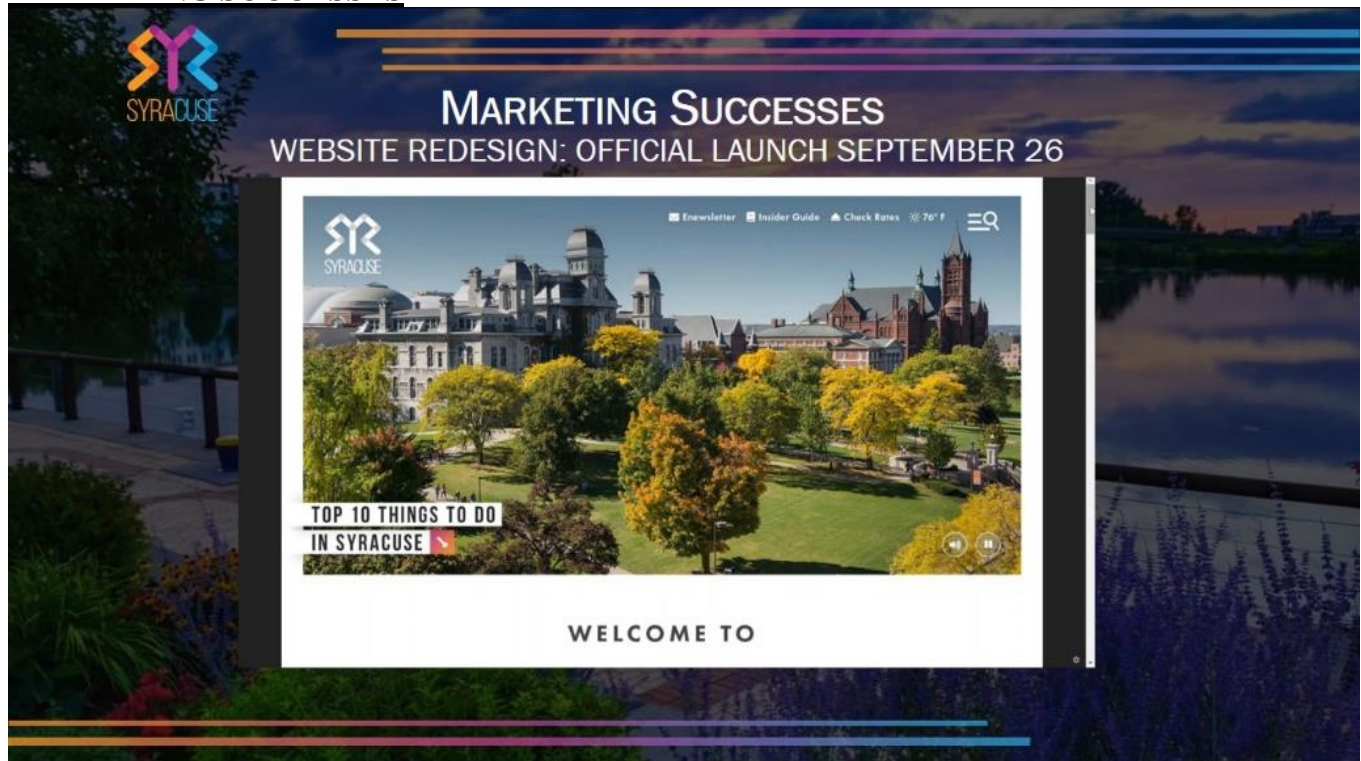 SYRACUSE
MARKETING SUCCESSES
WEBSITE REDESIGN: OFFICIAL LAUNCH SEPTEMBER 26
Enewsletter Insider Guide Check Rates 76° F
SYRACUSE
TOP 10 THINGS TO DO
IN SYRACUSE
WELCOME TO